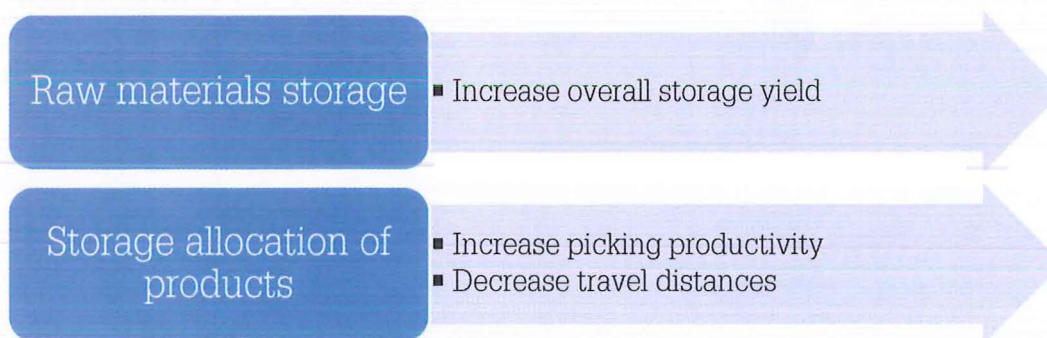 Raw materials storage
▪ Increase overall storage yield
Storage allocation of
products
▪ Increase picking productivity
▪ Decrease travel distances